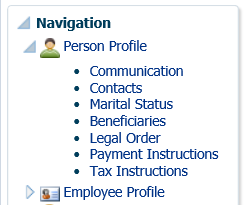 Navigation
Person Profile
Communication
Contacts
Marital Status
Beneficiaries
Legal Order
Payment Instructions
Tax Instructions
Employee Profile